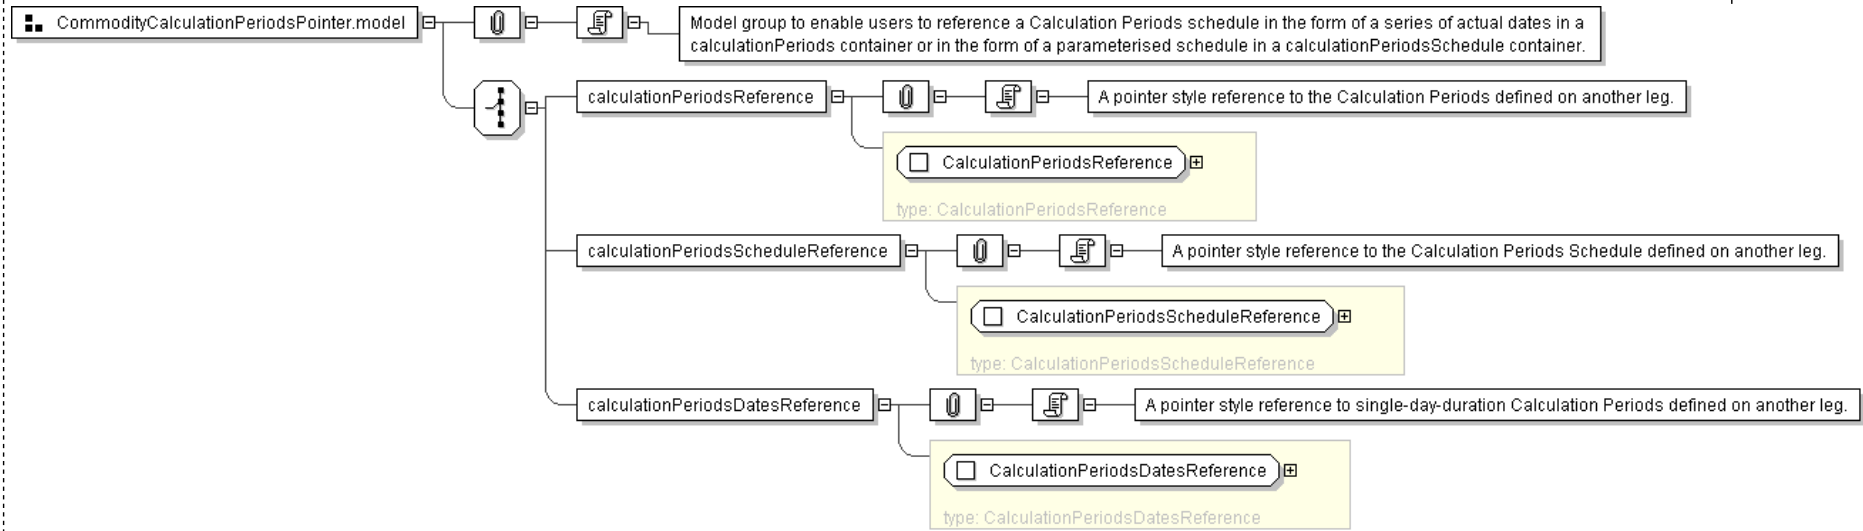 CommodityCalculationPeriodsPointer.model
Model group to enable users to reference a Calculation Periods schedule in the form of a series of actual dates in a
calculationPeriods container or in the form of a parameterised schedule in a calculationPeriodsSchedule container.
calculationPeriodsReference
A pointer style reference to the Calculation Periods defined on another leg.
CalculationPeriodsReference
type: CalculationPeriodsReference
calculationPeriodsScheduleReference
A pointer style reference to the Calculation Periods Schedule defined on another leg.
CalculationPeriodsScheduleReference
type: CalculationPeriodsScheduleReference
calculationPeriodsDatesReference
A pointer style reference to single-day-duration Calculation Periods defined on another leg.
CalculationPeriodsDatesReference
type: CalculationPeriodsDatesReference